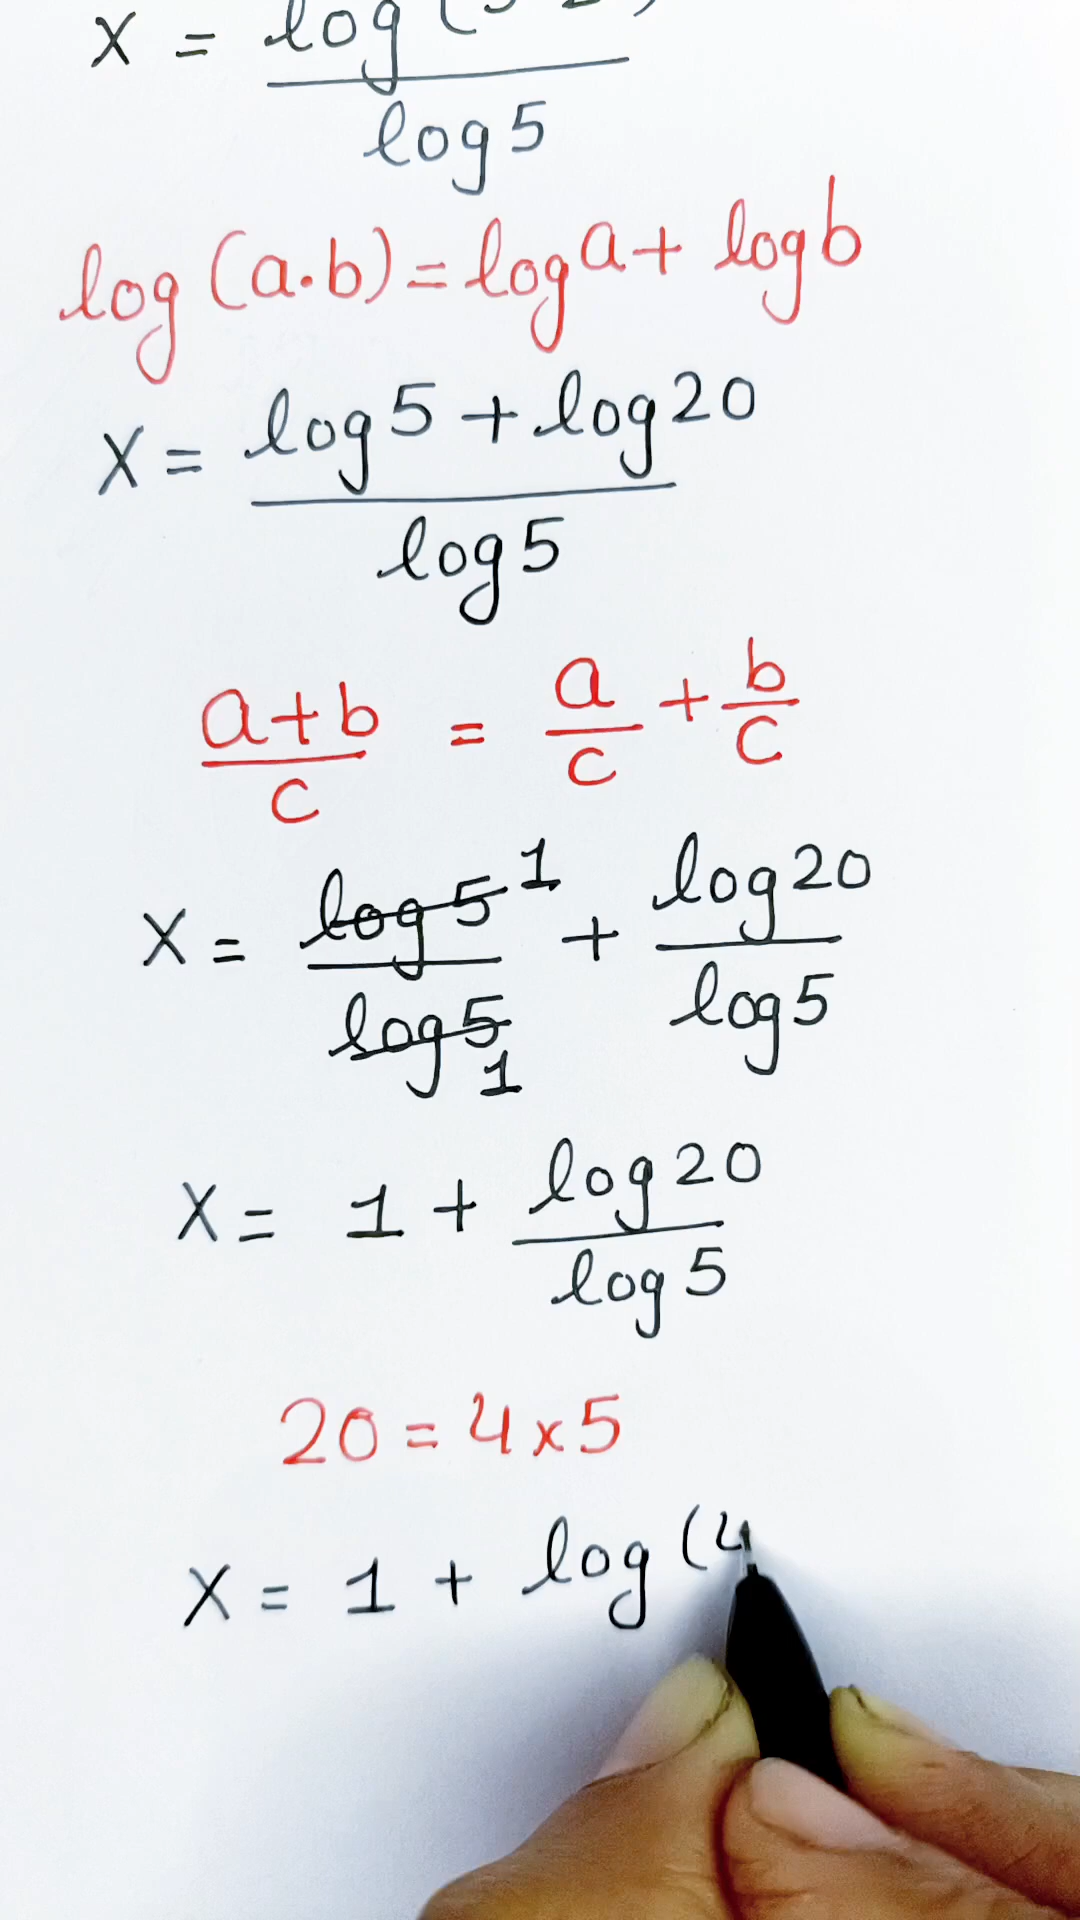 x = log (
log 5
log (a·b) = log a + log b
x = log 5 + log 20
log 5
a+b / c = a / c + b / c
x = log 5 1 / log 5 1 + log 20 / log 5
x = 1 + log 20 / log 5
20 = 4 x 5
x = 1 + log (4